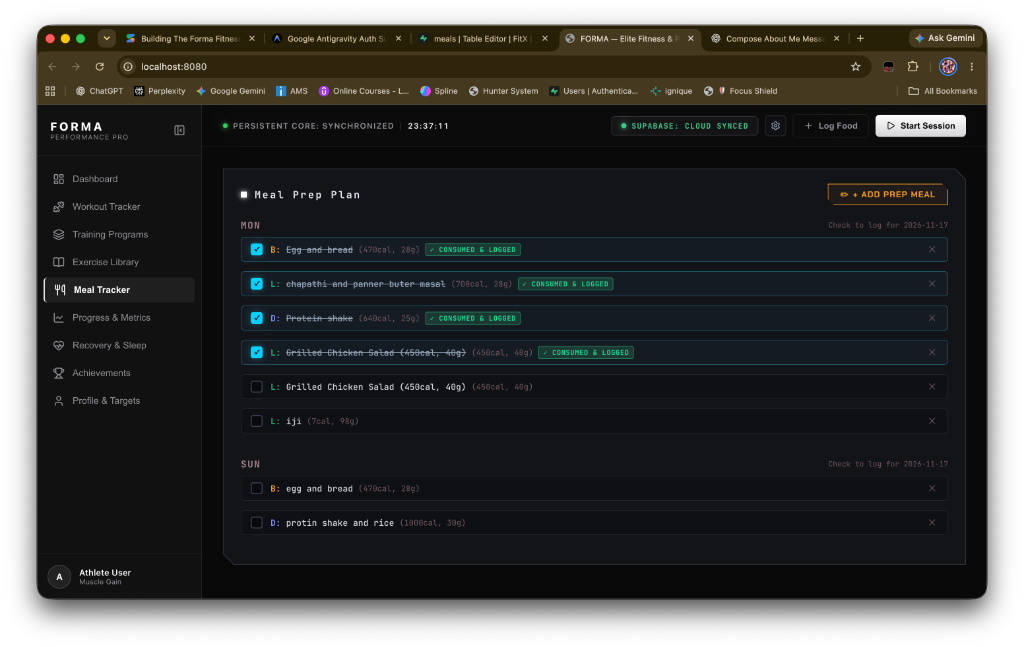 Building The Forma Fitnes
Google Antigravity Auth Su
meals | Table Editor | FitX |
FORMA — Elite Fitness & P
Compose About Me Messa
Ask Gemini
localhost:8080
ChatGPT
Perplexity
Google Gemini
AMS
Online Courses - L...
Spline
Hunter System
Users | Authentica...
ignique
Focus Shield
All Bookmarks
FORMA
PERFORMANCE PRO
PERSISTENT CORE: SYNCHRONIZED | 23:37:11
SUPABASE: CLOUD SYNCED
+ Log Food
Start Session
Dashboard
Workout Tracker
Training Programs
Exercise Library
Meal Tracker
Progress & Metrics
Recovery & Sleep
Achievements
Profile & Targets
A
Athlete User
Muscle Gain
Meal Prep Plan
✏ + ADD PREP MEAL
MON
Check to log for 2026-11-17
B: Egg and bread (470cal, 28g) ✓ CONSUMED & LOGGED
L: chapathi and panner buter masal (700cal, 28g) ✓ CONSUMED & LOGGED
D: Protein shake (640cal, 25g) ✓ CONSUMED & LOGGED
L: Grilled Chicken Salad (450cal, 40g) (450cal, 40g) ✓ CONSUMED & LOGGED
L: Grilled Chicken Salad (450cal, 40g) (450cal, 40g)
L: iji (7cal, 98g)
SUN
Check to log for 2026-11-17
B: egg and bread (470cal, 28g)
D: protin shake and rice (1000cal, 30g)